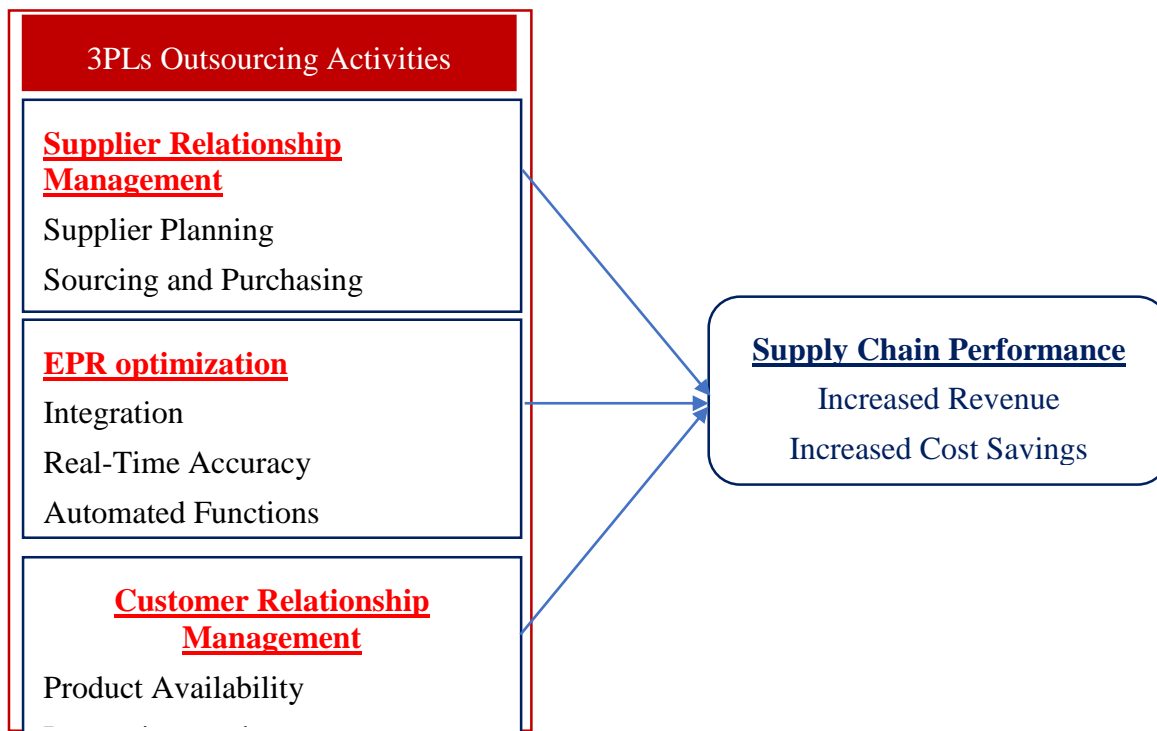 3PLs Outsourcing Activities
Supplier Relationship
Management
Supplier Planning
Sourcing and Purchasing
EPR optimization
Integration
Real-Time Accuracy
Automated Functions
Customer Relationship
Management
Product Availability
Supply Chain Performance
Increased Revenue
Increased Cost Savings